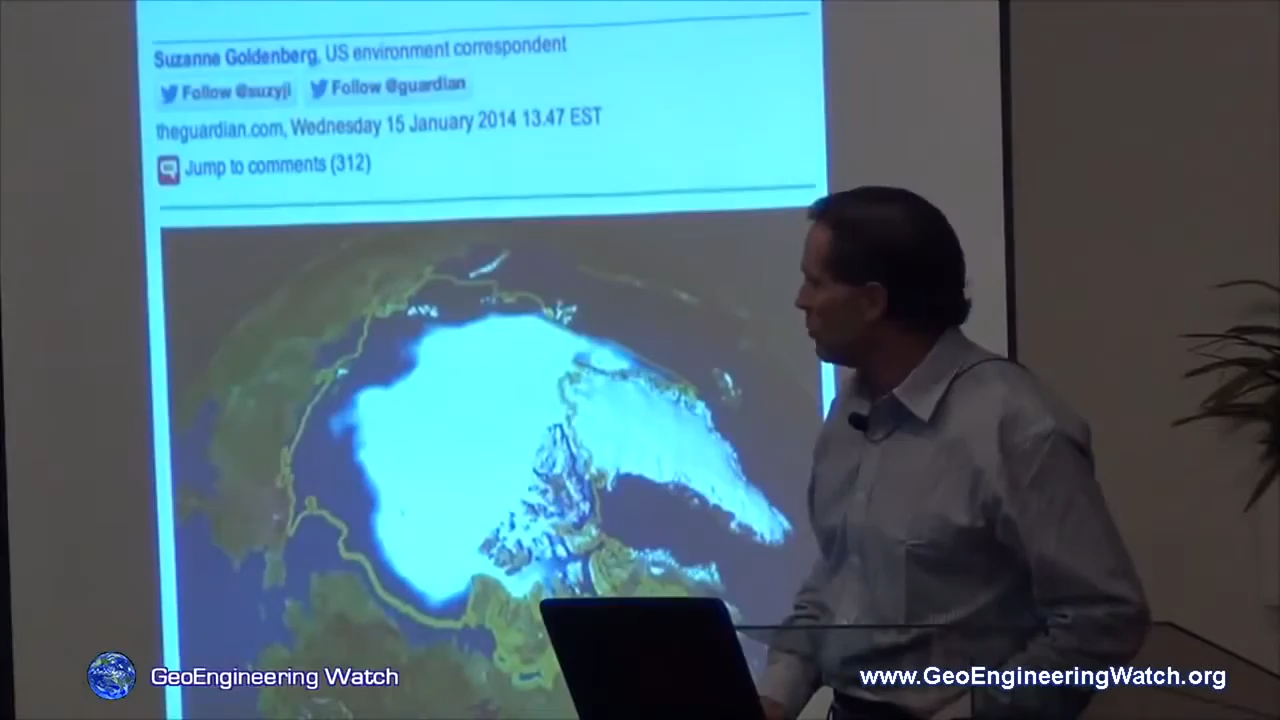 Suzanne Goldenberg, US environment correspondent
Follow @suzyji Follow @guardian
theguardian.com, Wednesday 15 January 2014 13.47 EST
Jump to comments (312)
GeoEngineering Watch
www.GeoEngineeringWatch.org